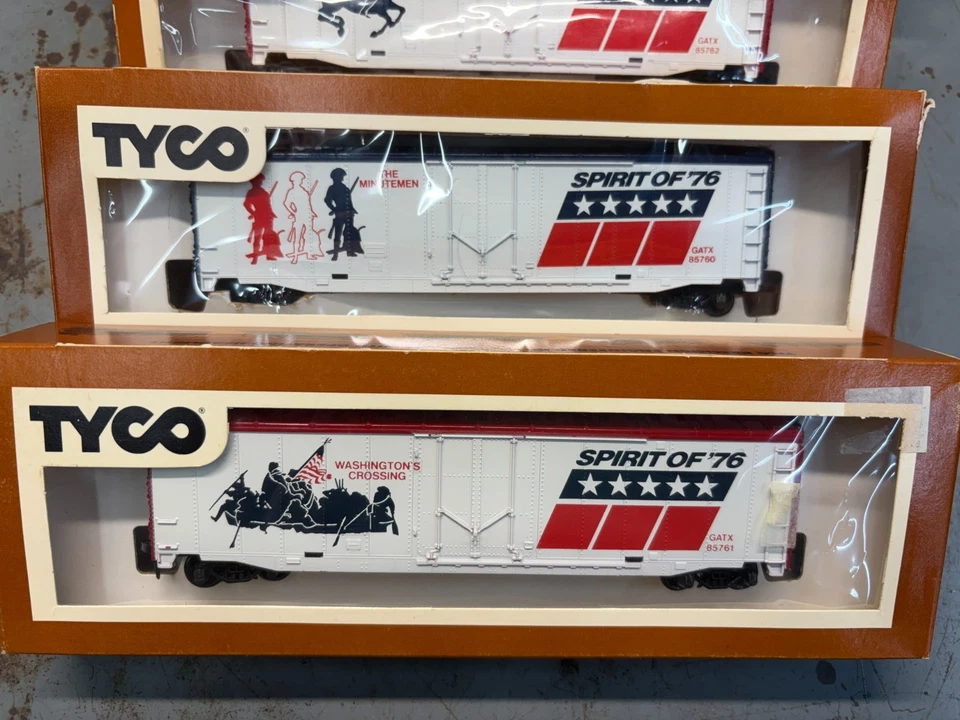 GATX
85762
TYCO®
THE
MINUTEMEN
SPIRIT OF '76
GATX
85760
TYCO®
WASHINGTON'S
CROSSING
SPIRIT OF '76
GATX
85761